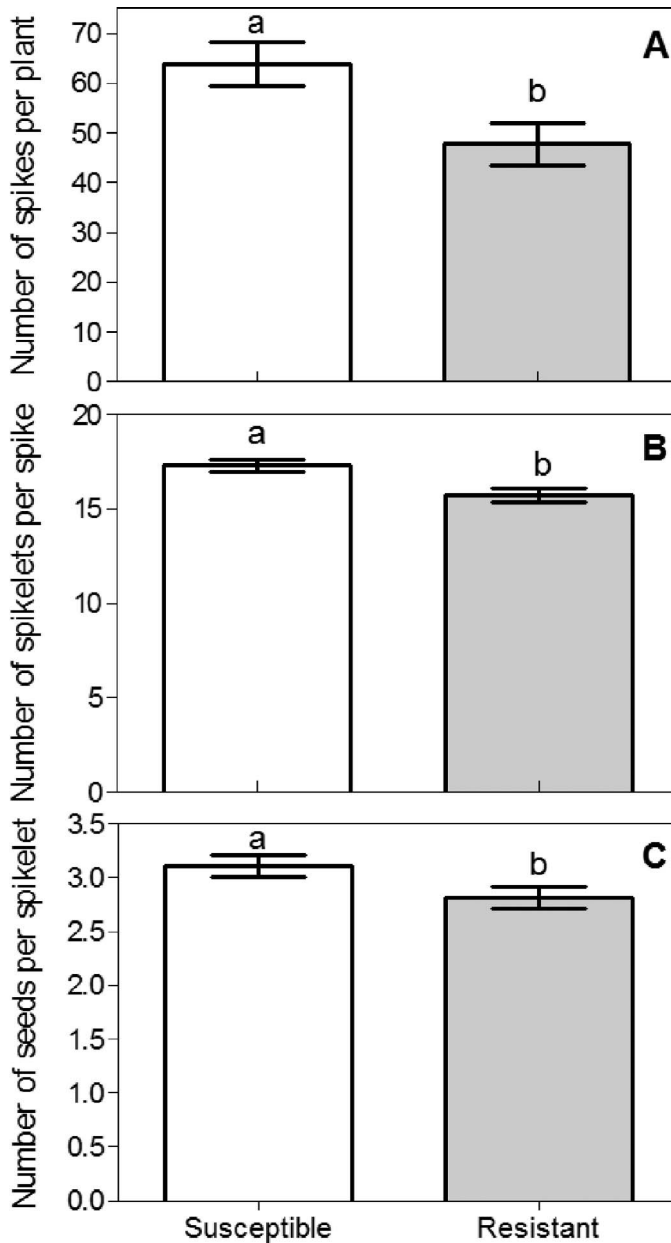 Number of spikes per plant
70
60
50
40
30
20
10
0
a
b
A
Number of spikelets per spike
20
15
10
5
0
a
b
B
Number of seeds per spikelet
3.5
3.0
2.5
2.0
1.5
1.0
0.5
0.0
a
b
C
Susceptible Resistant